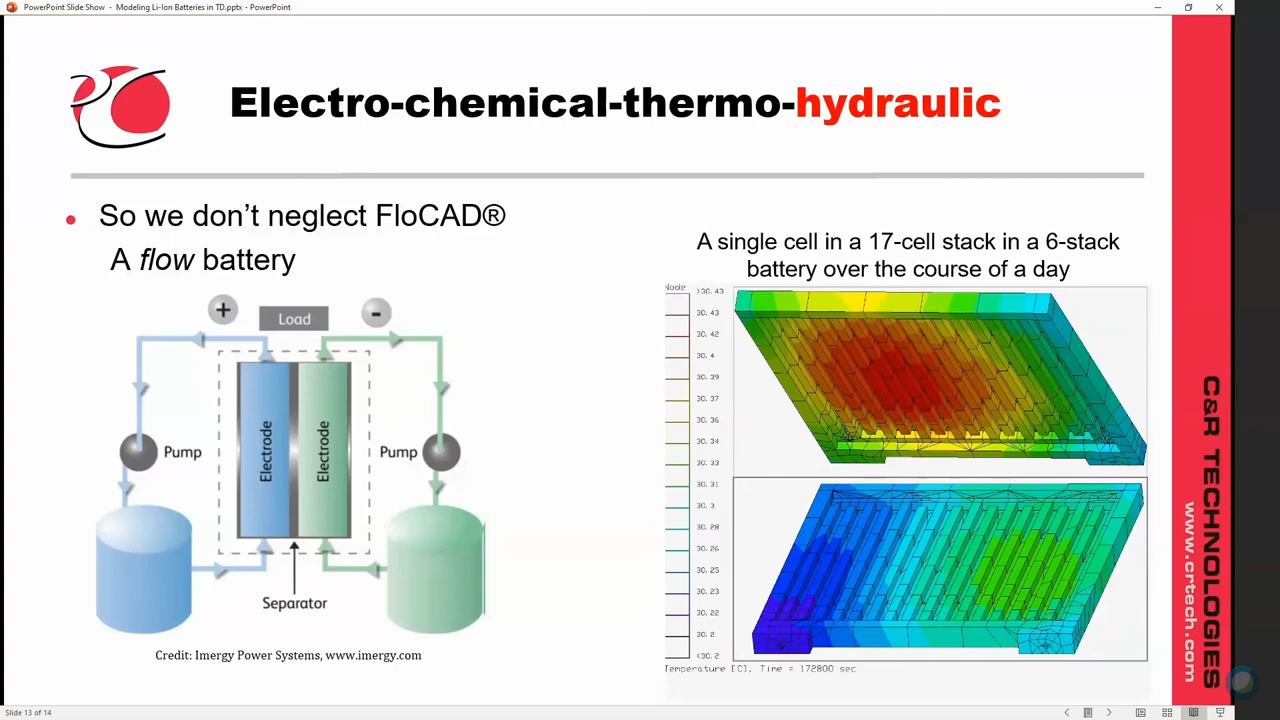 PowerPoint Slide Show - Modeling Li-Ion Batteries in TD.pptx - PowerPoint
Electro-chemical-thermo-hydraulic
So we don't neglect FloCAD®
A flow battery
A single cell in a 17-cell stack in a 6-stack
battery over the course of a day
+
Load
-
Pump
Electrode
Electrode
Pump
Separator
Credit: Imergy Power Systems, www.imergy.com
Node
>30.43
30.43
30.42
30.4
30.39
30.37
30.36
30.34
30.33
30.31
30.3
30.28
30.26
30.25
30.23
30.22
30.2
<30.2
Temperature [C], Time = 172800 sec
C&R TECHNOLOGIES
www.crtech.com
Slide 13 of 14